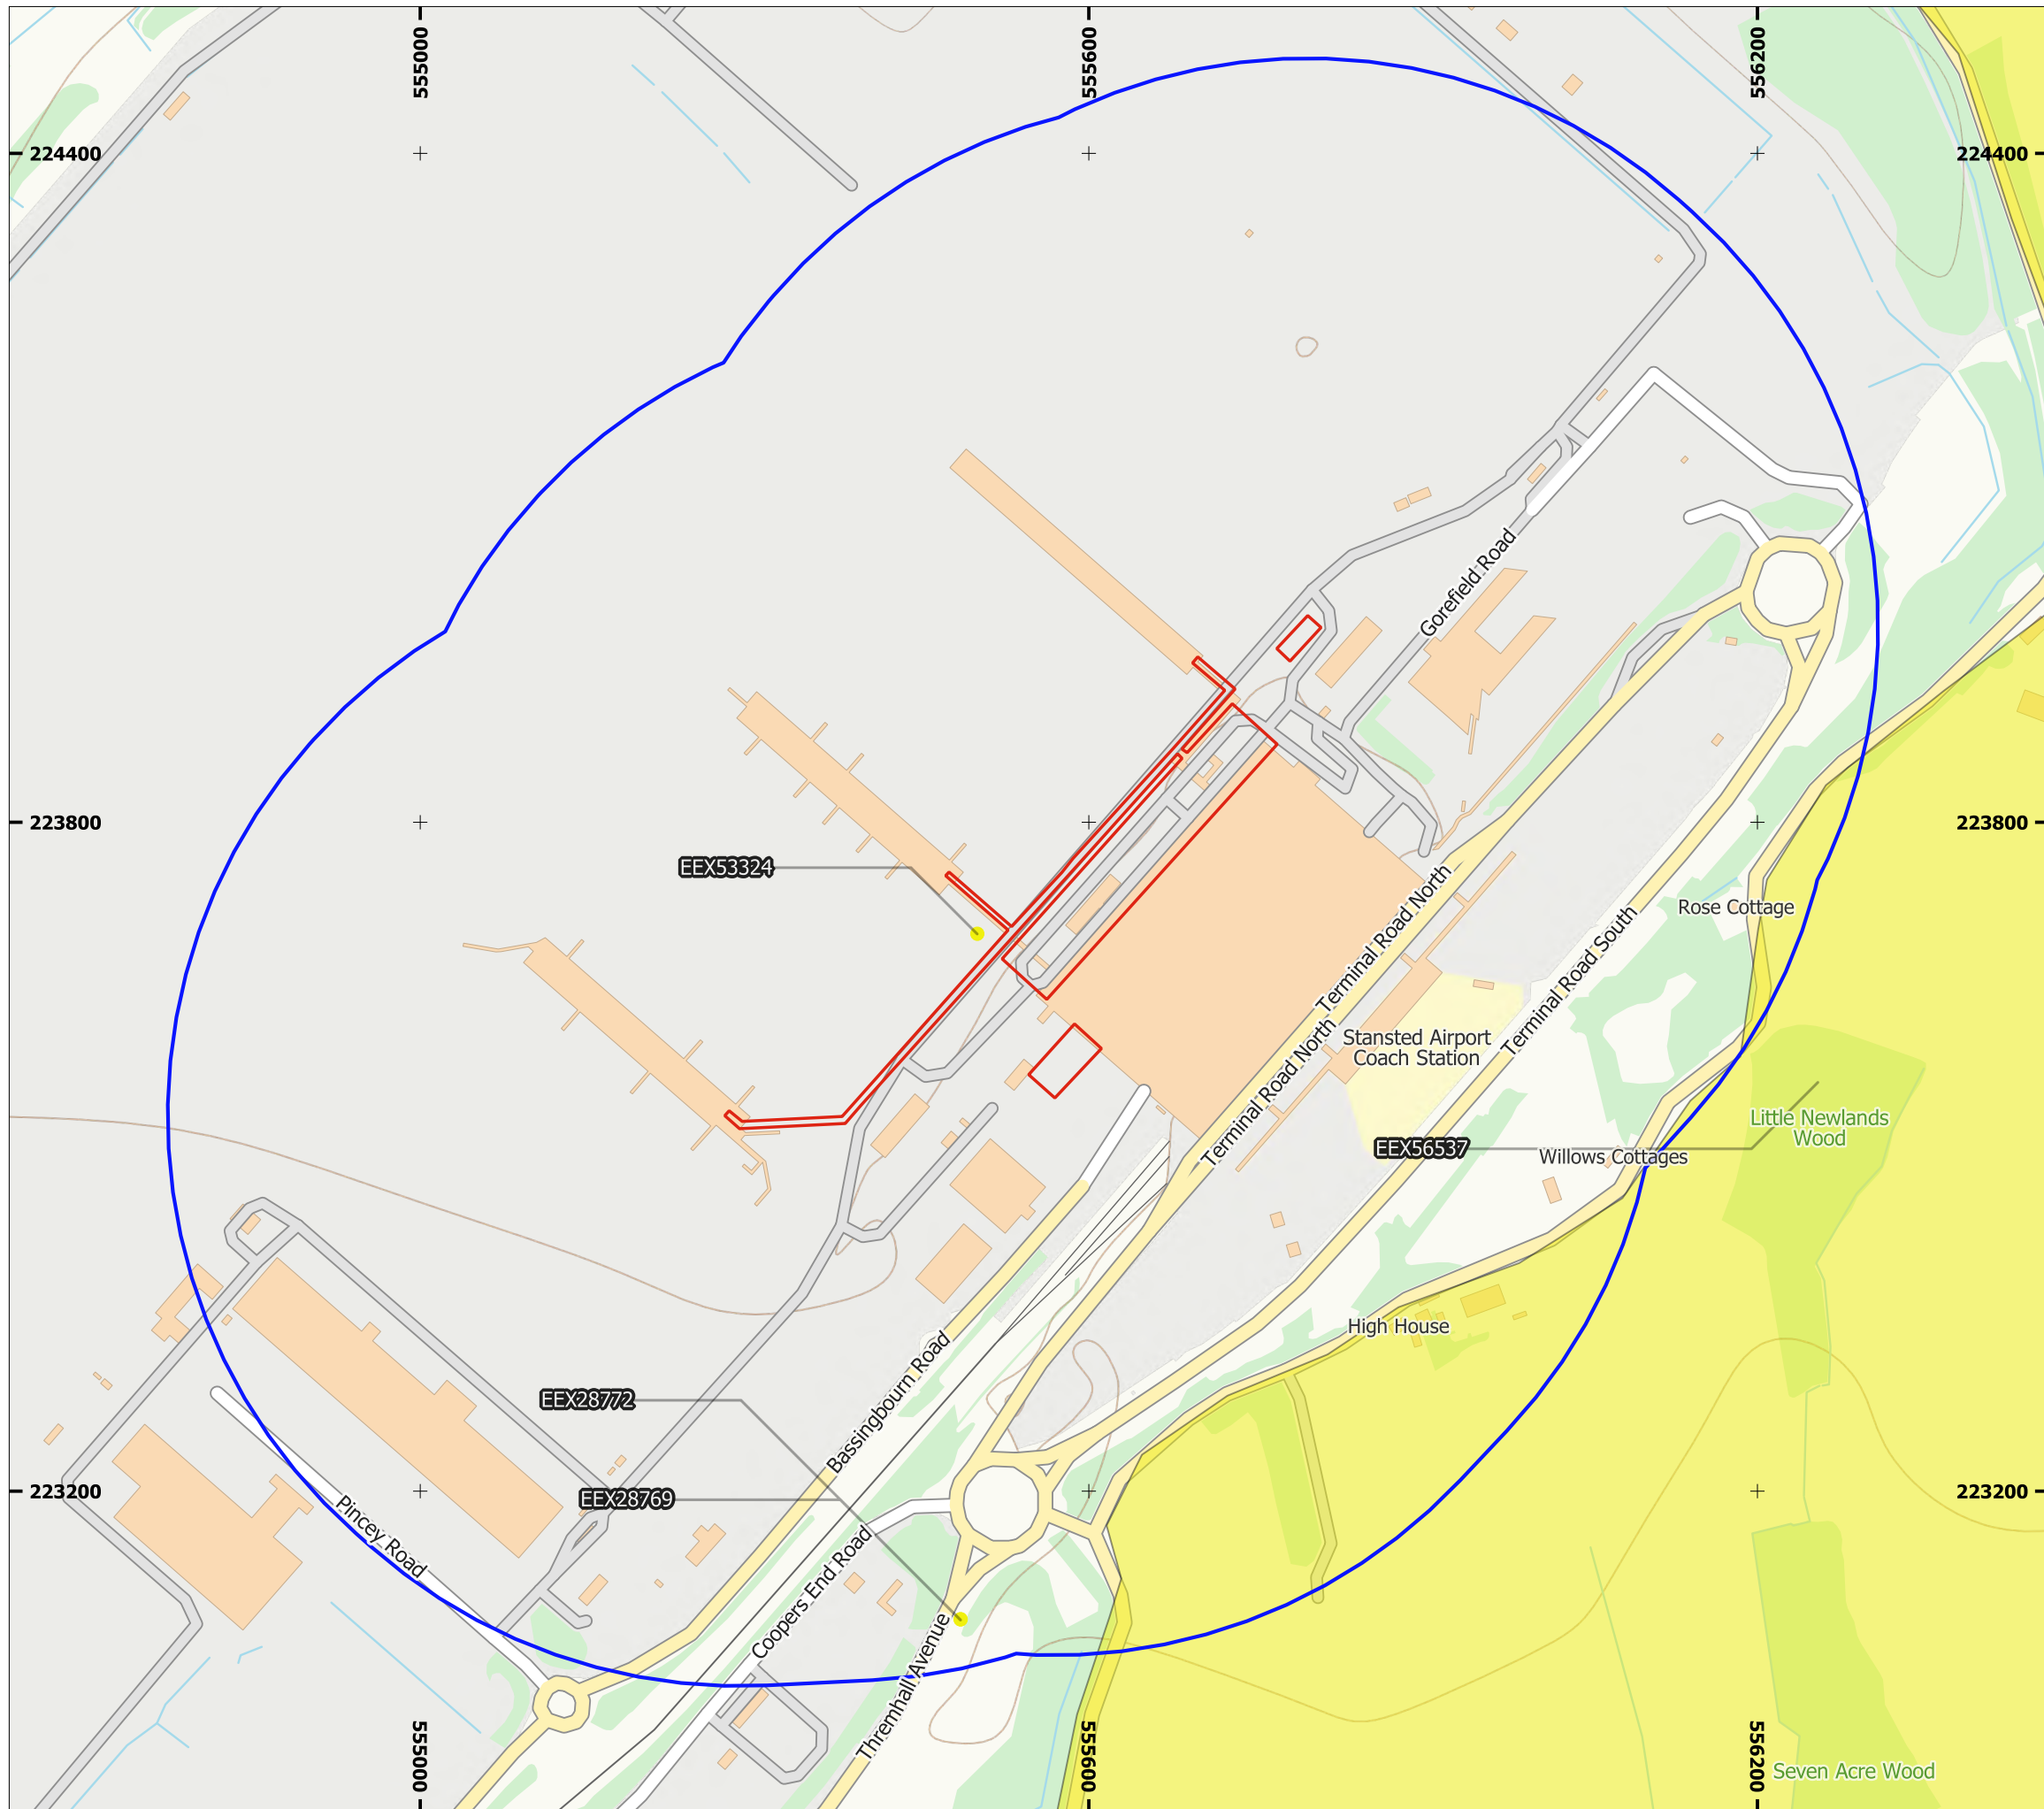 555000
555600
556200
224400
224400
Gorefield Road
223800
223800
EEX53324
Terminal Road North
Rose Cottage
Terminal Road South
Terminal Road North
Stansted Airport
Coach Station
Little Newlands
Wood
EEX56537
Willows Cottages
High House
Bassingbourn Road
EEX28772
223200
223200
EEX28769
Pincey Road
Coopers End Road
Thremhall Avenue
555000
555600
556200
Seven Acre Wood